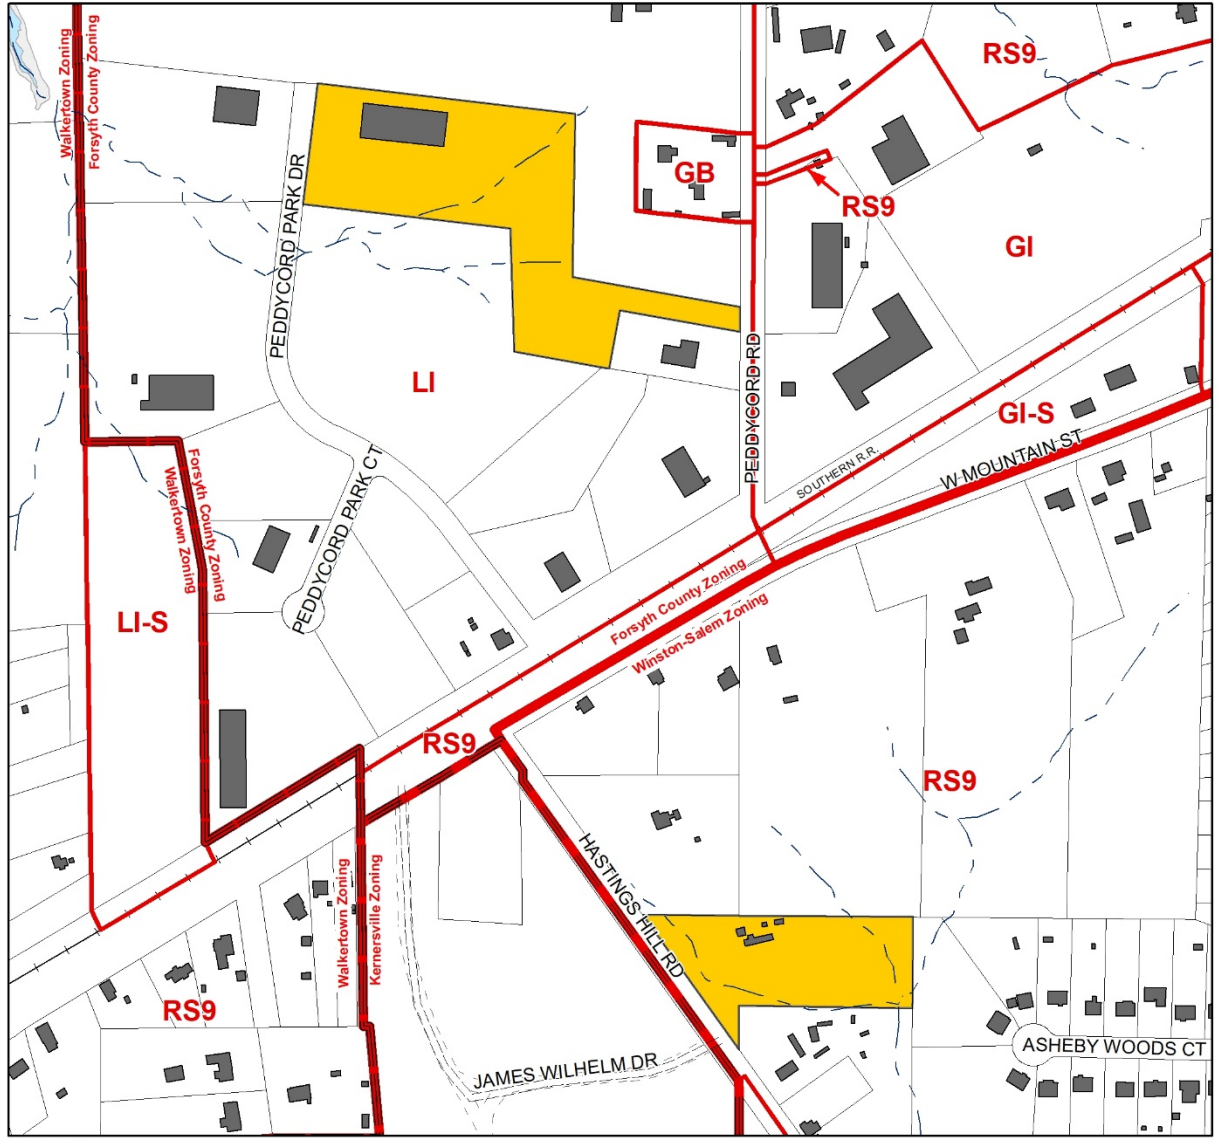 Walkertown Zoning
Forsyth County Zoning
RS9
GB
RS9
GI
PEDDYCORD PARK DR
PEDDYCORD RD
LI
GI-S
W MOUNTAIN ST
SOUTHERN R.R.
PEDDYCORD PARK CT
Forsyth County Zoning
Walkertown Zoning
LI-S
Forsyth County Zoning
Winston-Salem Zoning
RS9
RS9
HASTINGS HILL RD
Walkertown Zoning
Kernersville Zoning
RS9
JAMES WILHELM DR
ASHEBY WOODS CT